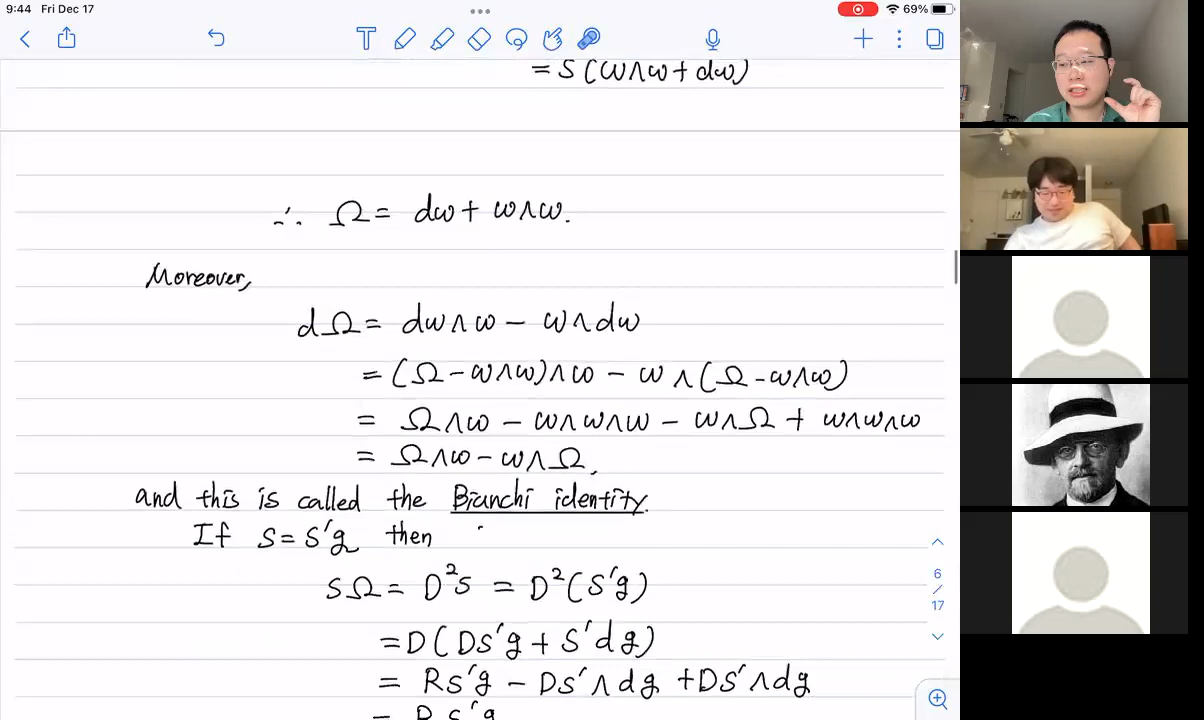 9:44 Fri Dec 17
69%
= S (ω∧ω + dω)
∴ Ω = dω + ω∧ω.
Moreover,
dΩ = dω∧ω - ω∧dω
= (Ω - ω∧ω)∧ω - ω∧(Ω - ω∧ω)
= Ω∧ω - ω∧ω∧ω - ω∧Ω + ω∧ω∧ω
= Ω∧ω - ω∧Ω,
and this is called the Bianchi identity.
If s = s'g then
sΩ = D²s = D²(s'g)
= D(Ds'g + s'dg)
= Rs'g - Ds'∧dg + Ds'∧dg
= Rs'g
6
/
17